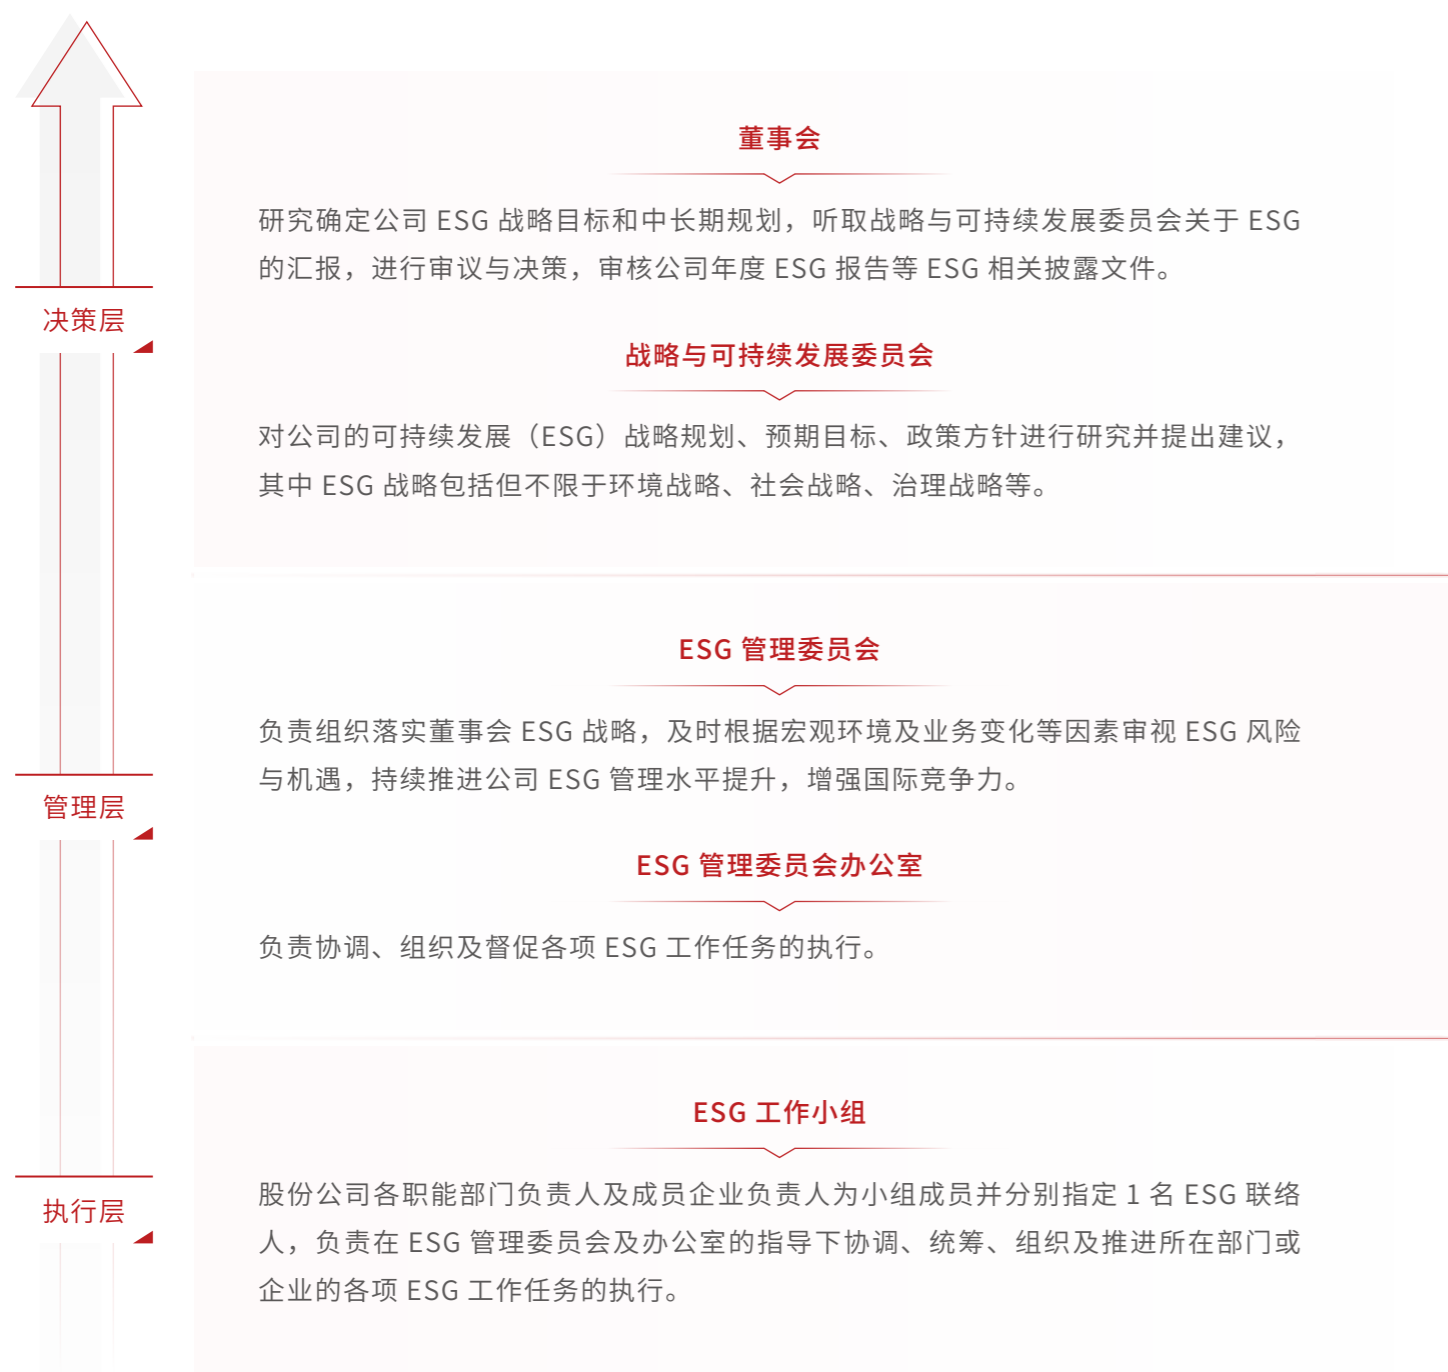 董事会
研究确定公司 ESG 战略目标和中长期规划，听取战略与可持续发展委员会关于 ESG
的汇报，进行审议与决策，审核公司年度 ESG 报告等 ESG 相关披露文件。
决策层
战略与可持续发展委员会
对公司的可持续发展（ESG）战略规划、预期目标、政策方针进行研究并提出建议，
其中 ESG 战略包括但不限于环境战略、社会战略、治理战略等。
ESG 管理委员会
负责组织落实董事会 ESG 战略，及时根据宏观环境及业务变化等因素审视 ESG 风险
与机遇，持续推进公司 ESG 管理水平提升，增强国际竞争力。
管理层
ESG 管理委员会办公室
负责协调、组织及督促各项 ESG 工作任务的执行。
ESG 工作小组
股份公司各职能部门负责人及成员企业负责人为小组成员并分别指定 1 名 ESG 联络
执行层
人，负责在 ESG 管理委员会及办公室的指导下协调、统筹、组织及推进所在部门或
企业的各项 ESG 工作任务的执行。